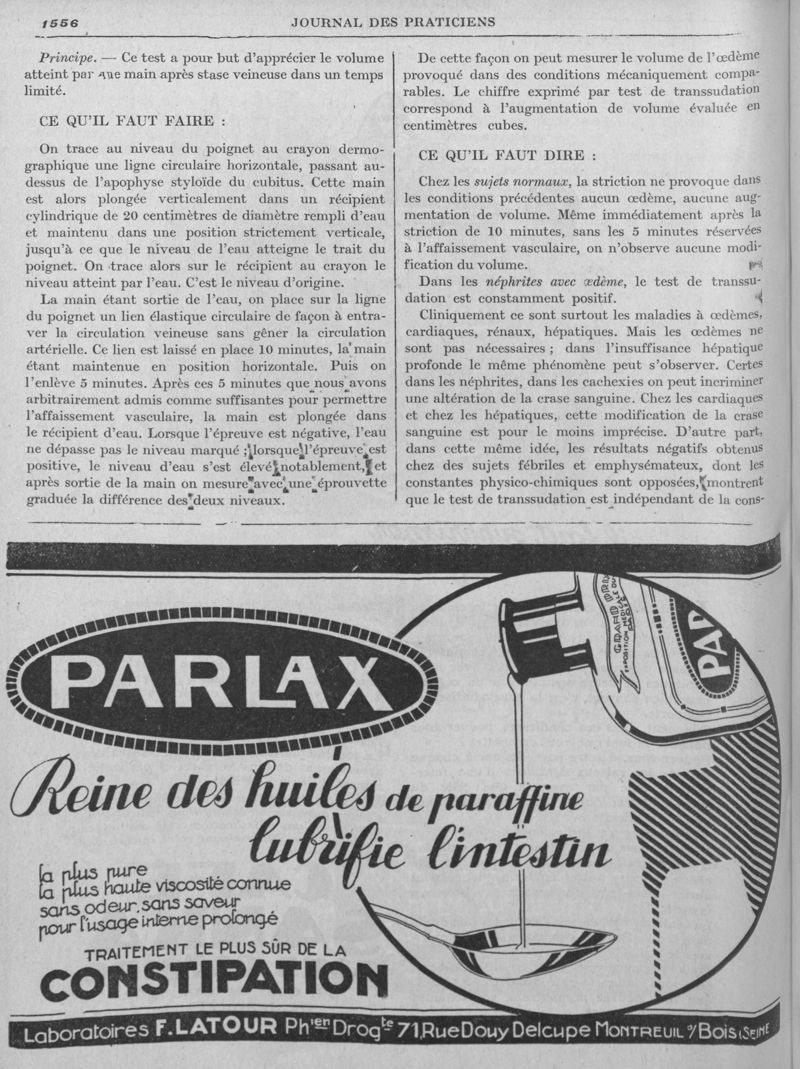 1556
JOURNAL DES PRATICIENS
Principe. — Ce test a pour but d'apprécier le volume
atteint par une main après stase veineuse dans un temps
limité.
CE QU'IL FAUT FAIRE :
On trace au niveau du poignet au crayon dermo-
graphique une ligne circulaire horizontale, passant au-
dessus de l'apophyse styloïde du cubitus. Cette main
est alors plongée verticalement dans un récipient
cylindrique de 20 centimètres de diamètre rempli d'eau
et maintenu dans une position strictement verticale,
jusqu'à ce que le niveau de l'eau atteigne le trait du
poignet. On trace alors sur le récipient au crayon le
niveau atteint par l'eau. C'est le niveau d'origine.
La main étant sortie de l'eau, on place sur la ligne
du poignet un lien élastique circulaire de façon à entra-
ver la circulation veineuse sans gêner la circulation
artérielle. Ce lien est laissé en place 10 minutes, la main
étant maintenue en position horizontale. Puis on
l'enlève 5 minutes. Après ces 5 minutes que nous avons
arbitrairement admis comme suffisantes pour permettre
l'affaissement vasculaire, la main est plongée dans
le récipient d'eau. Lorsque l'épreuve est négative, l'eau
ne dépasse pas le niveau marqué ; lorsque l'épreuve est
positive, le niveau d'eau s'est élevé notablement, et
après sortie de la main on mesure avec une éprouvette
graduée la différence des deux niveaux.
De cette façon on peut mesurer le volume de l'œdème
provoqué dans des conditions mécaniquement compa-
rables. Le chiffre exprimé par test de transsudation
correspond à l'augmentation de volume évaluée en
centimètres cubes.
CE QU'IL FAUT DIRE :
Chez les sujets normaux, la striction ne provoque dans
les conditions précédentes aucun œdème, aucune aug-
mentation de volume. Même immédiatement après la
striction de 10 minutes, sans les 5 minutes réservées
à l'affaissement vasculaire, on n'observe aucune modi-
fication du volume.
Dans les néphrites avec œdème, le test de transsu-
dation est constamment positif.
Cliniquement ce sont surtout les maladies à œdèmes,
cardiaques, rénaux, hépatiques. Mais les œdèmes ne
sont pas nécessaires ; dans l'insuffisance hépatique
profonde le même phénomène peut s'observer. Certes
dans les néphrites, dans les cachexies on peut incriminer
une altération de la crase sanguine. Chez les cardiaques
et chez les hépatiques, cette modification de la crase
sanguine est pour le moins imprécise. D'autre part,
dans cette même idée, les résultats négatifs obtenus
chez des sujets fébriles et emphysémateux, dont les
constantes physico-chimiques sont opposées, montrent
que le test de transsudation est indépendant de la cons-
PARLAX
GRAND PRIX
EXPOSITION MÉDICALE DU
PAR
Reine des huiles de paraffine
lubrifie l'intestin
la plus pure
la plus haute viscosité connue
sans odeur, sans saveur
pour l'usage interne prolongé
TRAITEMENT LE PLUS SÛR DE LA
CONSTIPATION
Laboratoires F. LATOUR Phien Drogte 71, Rue Douy Delcupe MONTREUIL s/ Bois (SEINE